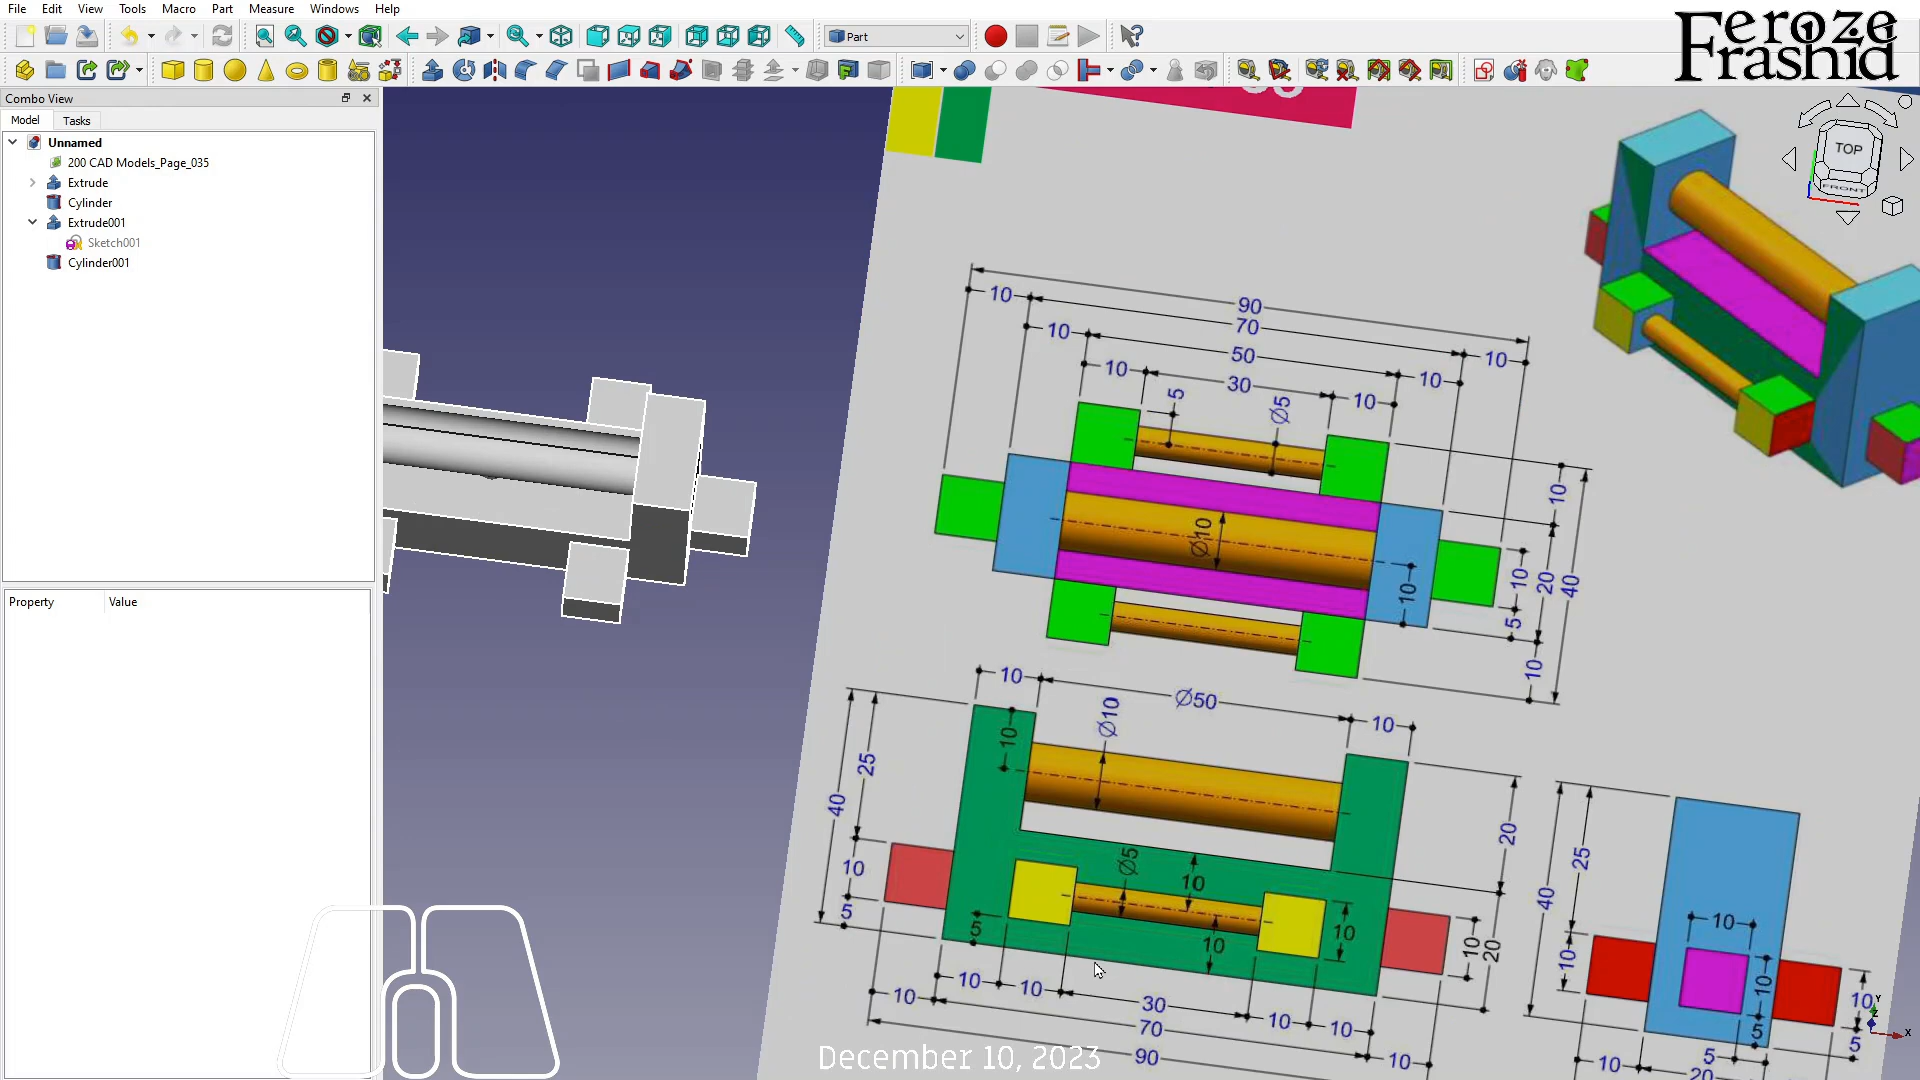 File Edit View Tools Macro Part Measure Windows Help
Feroze
Frashid
Part
Combo View
Model Tasks
Unnamed
200 CAD Models_Page_035
Extrude
Cylinder
Extrude001
Sketch001
Cylinder001
Property Value
TOP
FRONT
90
10 70
10 50 10
10 30 10
5 Ø5 10
10
Ø10
10
10 20 40
5
10
10 Ø50 10
10 Ø10
25
40
20
10 Ø5 10
5
5 10 10
10 20
10 10 30 10 10
10 70 10
90
25
40
10
10 10 10
5 5
10 5 20
Y
Z
X
December 10, 2023